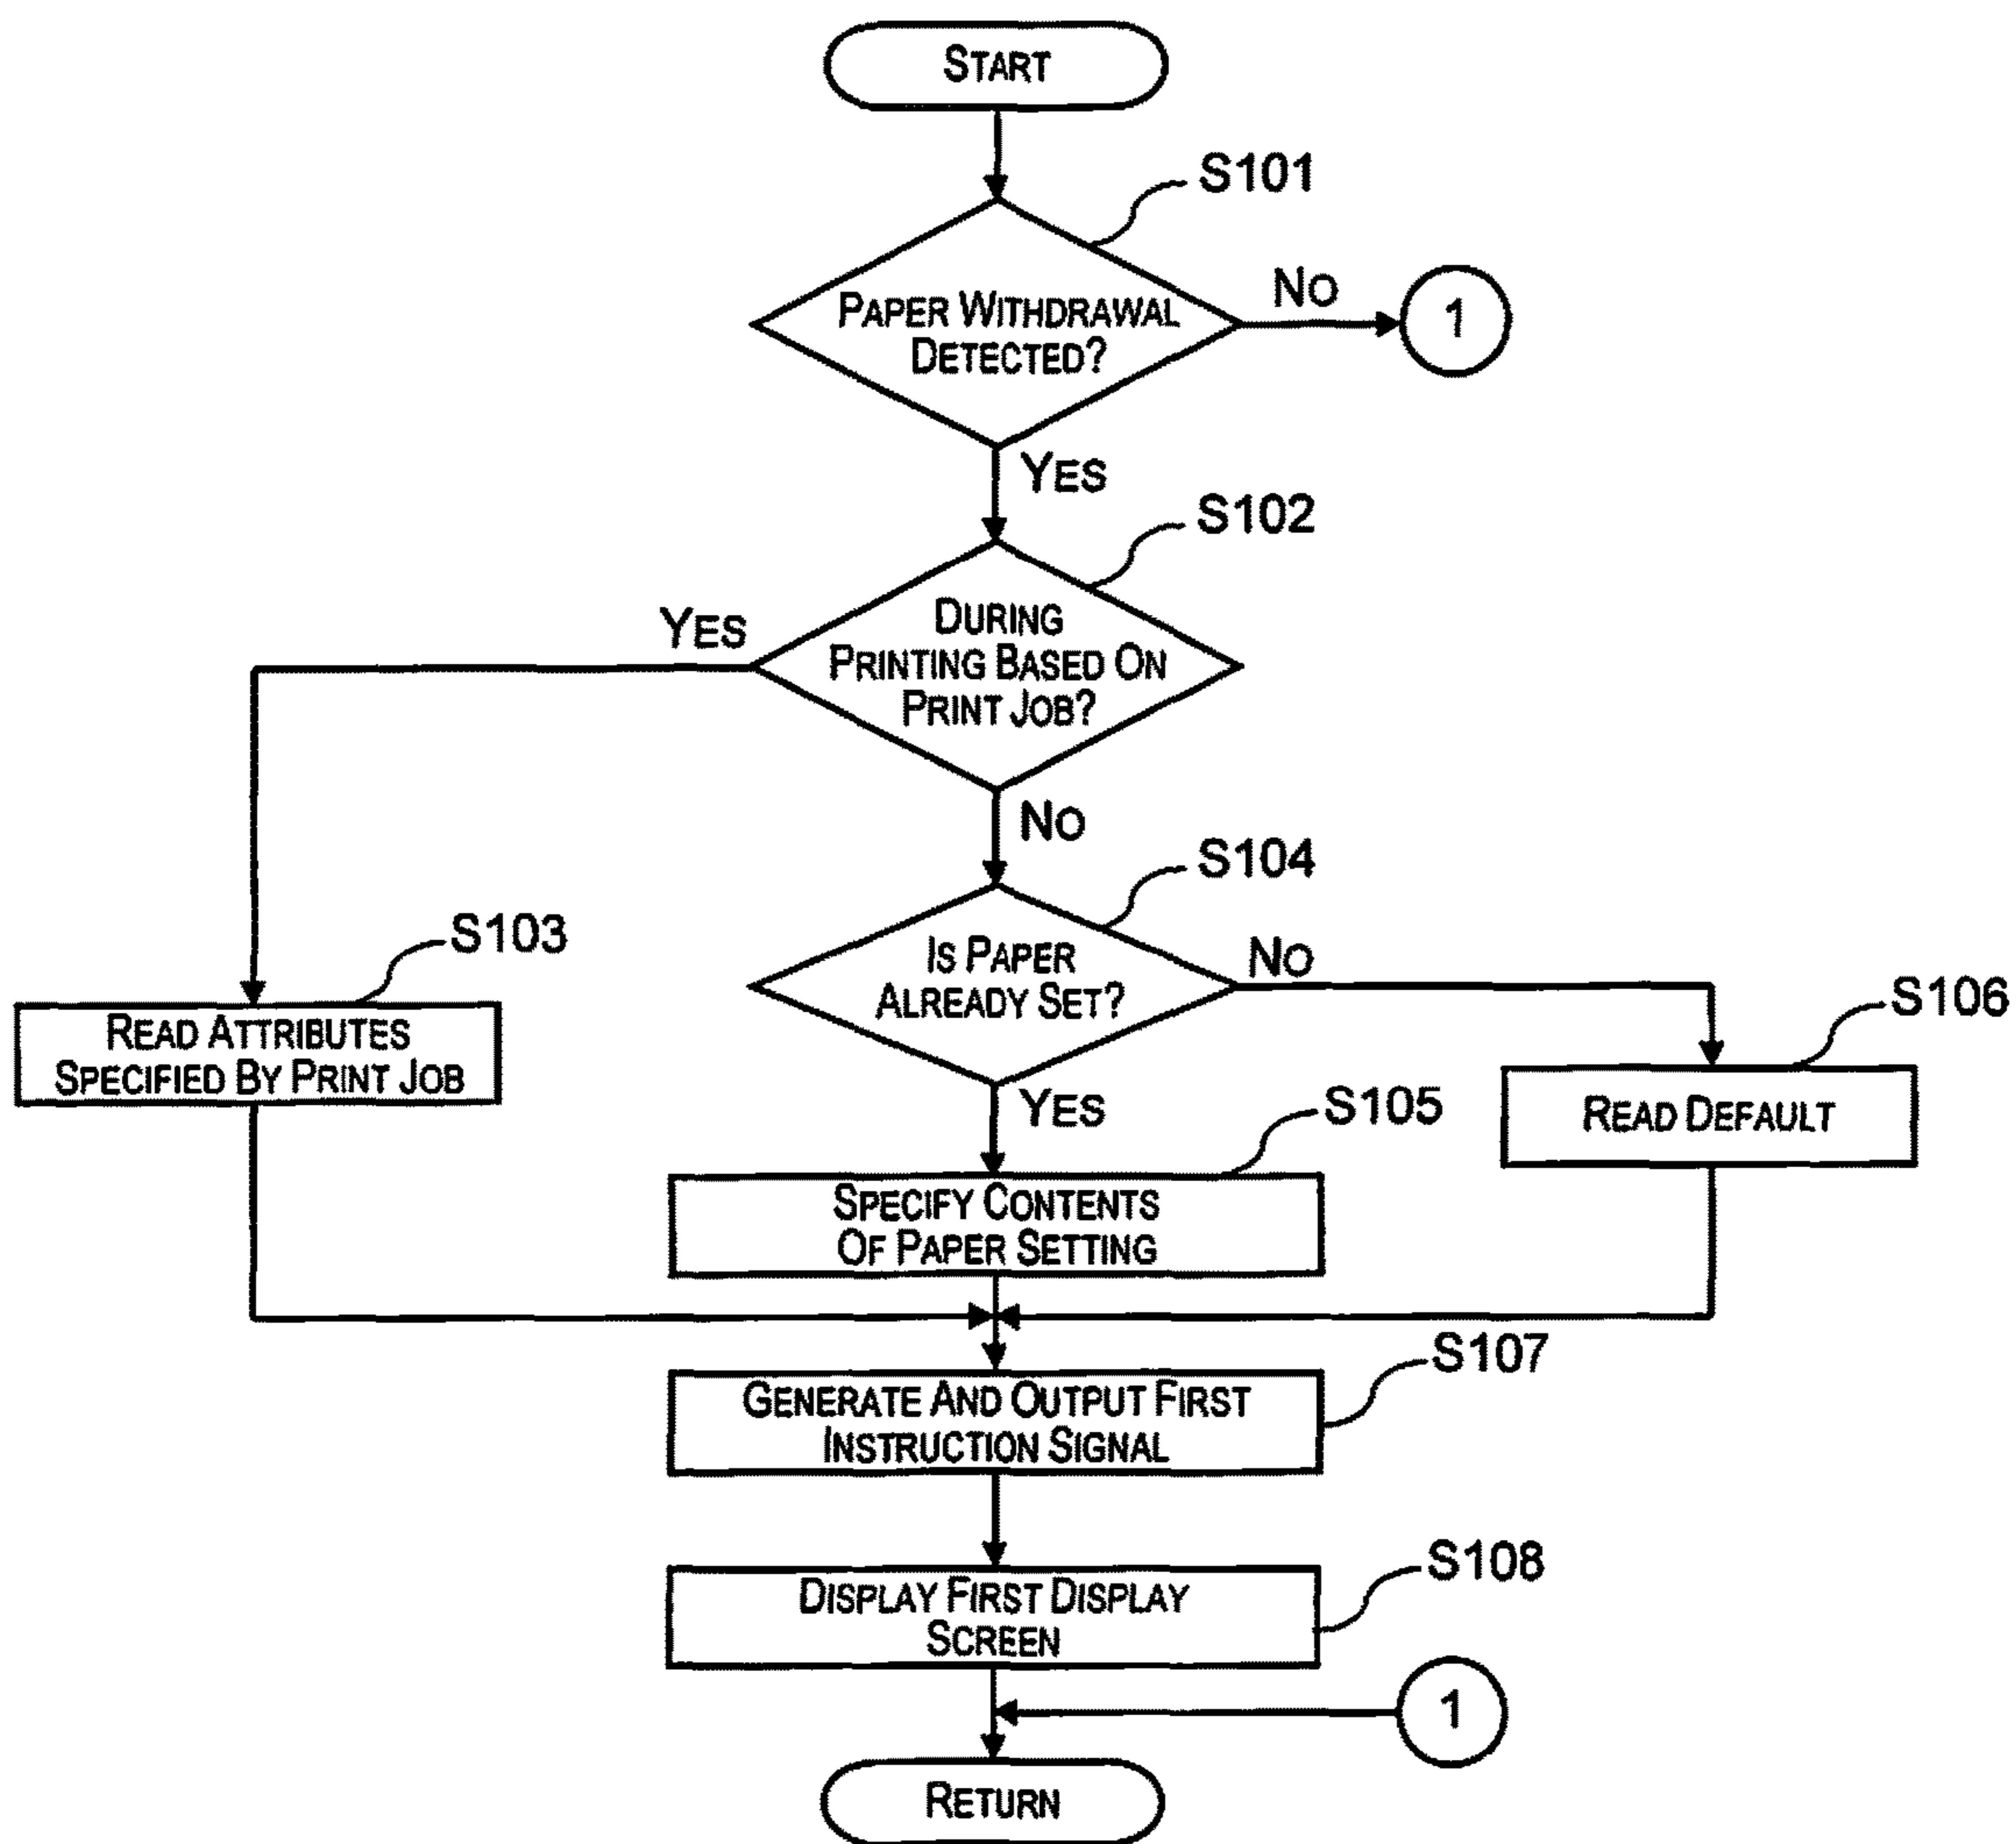 START
S101
PAPER WITHDRAWAL
DETECTED?
NO
1
YES
S102
DURING
PRINTING BASED ON
PRINT JOB?
YES
NO
S104
IS PAPER
ALREADY SET?
NO
S103
READ ATTRIBUTES
SPECIFIED BY PRINT JOB
S106
READ DEFAULT
YES
S105
SPECIFY CONTENTS
OF PAPER SETTING
S107
GENERATE AND OUTPUT FIRST
INSTRUCTION SIGNAL
S108
DISPLAY FIRST DISPLAY
SCREEN
1
RETURN